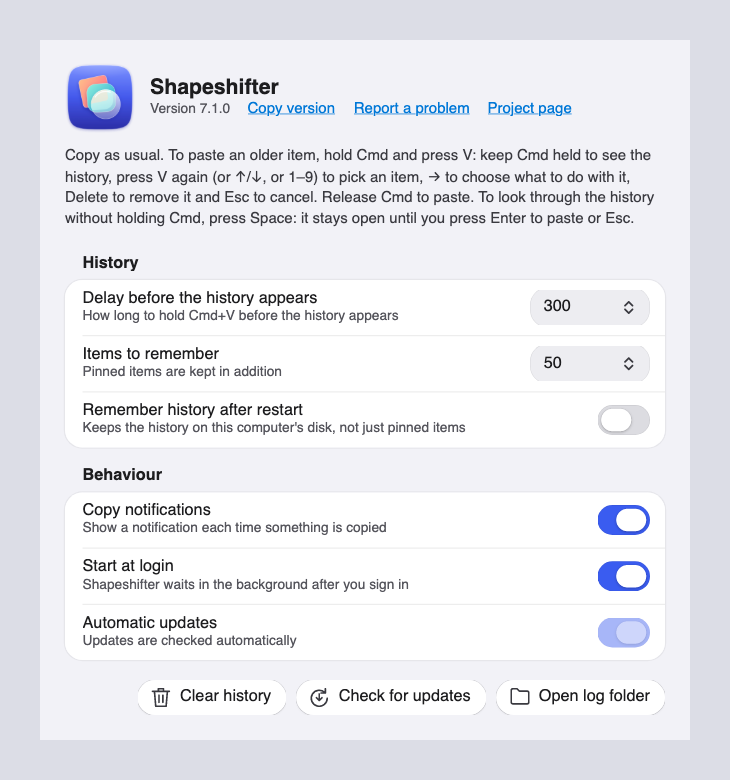 Shapeshifter
Version 7.1.0 Copy version Report a problem Project page
Copy as usual. To paste an older item, hold Cmd and press V: keep Cmd held to see the
history, press V again (or ↑/↓, or 1–9) to pick an item, → to choose what to do with it,
Delete to remove it and Esc to cancel. Release Cmd to paste. To look through the history
without holding Cmd, press Space: it stays open until you press Enter to paste or Esc.
History
Delay before the history appears
How long to hold Cmd+V before the history appears
300
Items to remember
Pinned items are kept in addition
50
Remember history after restart
Keeps the history on this computer's disk, not just pinned items
Behaviour
Copy notifications
Show a notification each time something is copied
Start at login
Shapeshifter waits in the background after you sign in
Automatic updates
Updates are checked automatically
Clear history Check for updates Open log folder